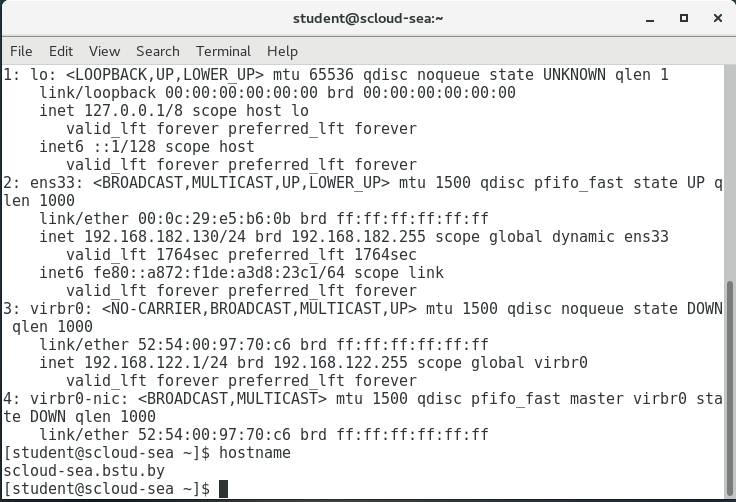 student@scloud-sea:~
File Edit View Search Terminal Help
1: lo: <LOOPBACK,UP,LOWER_UP> mtu 65536 qdisc noqueue state UNKNOWN qlen 1
    link/loopback 00:00:00:00:00:00 brd 00:00:00:00:00:00
    inet 127.0.0.1/8 scope host lo
       valid_lft forever preferred_lft forever
    inet6 ::1/128 scope host
       valid_lft forever preferred_lft forever
2: ens33: <BROADCAST,MULTICAST,UP,LOWER_UP> mtu 1500 qdisc pfifo_fast state UP q
len 1000
    link/ether 00:0c:29:e5:b6:0b brd ff:ff:ff:ff:ff:ff
    inet 192.168.182.130/24 brd 192.168.182.255 scope global dynamic ens33
       valid_lft 1764sec preferred_lft 1764sec
    inet6 fe80::a872:f1de:a3d8:23c1/64 scope link
       valid_lft forever preferred_lft forever
3: virbr0: <NO-CARRIER,BROADCAST,MULTICAST,UP> mtu 1500 qdisc noqueue state DOWN
 qlen 1000
    link/ether 52:54:00:97:70:c6 brd ff:ff:ff:ff:ff:ff
    inet 192.168.122.1/24 brd 192.168.122.255 scope global virbr0
       valid_lft forever preferred_lft forever
4: virbr0-nic: <BROADCAST,MULTICAST> mtu 1500 qdisc pfifo_fast master virbr0 sta
te DOWN qlen 1000
    link/ether 52:54:00:97:70:c6 brd ff:ff:ff:ff:ff:ff
[student@scloud-sea ~]$ hostname
scloud-sea.bstu.by
[student@scloud-sea ~]$